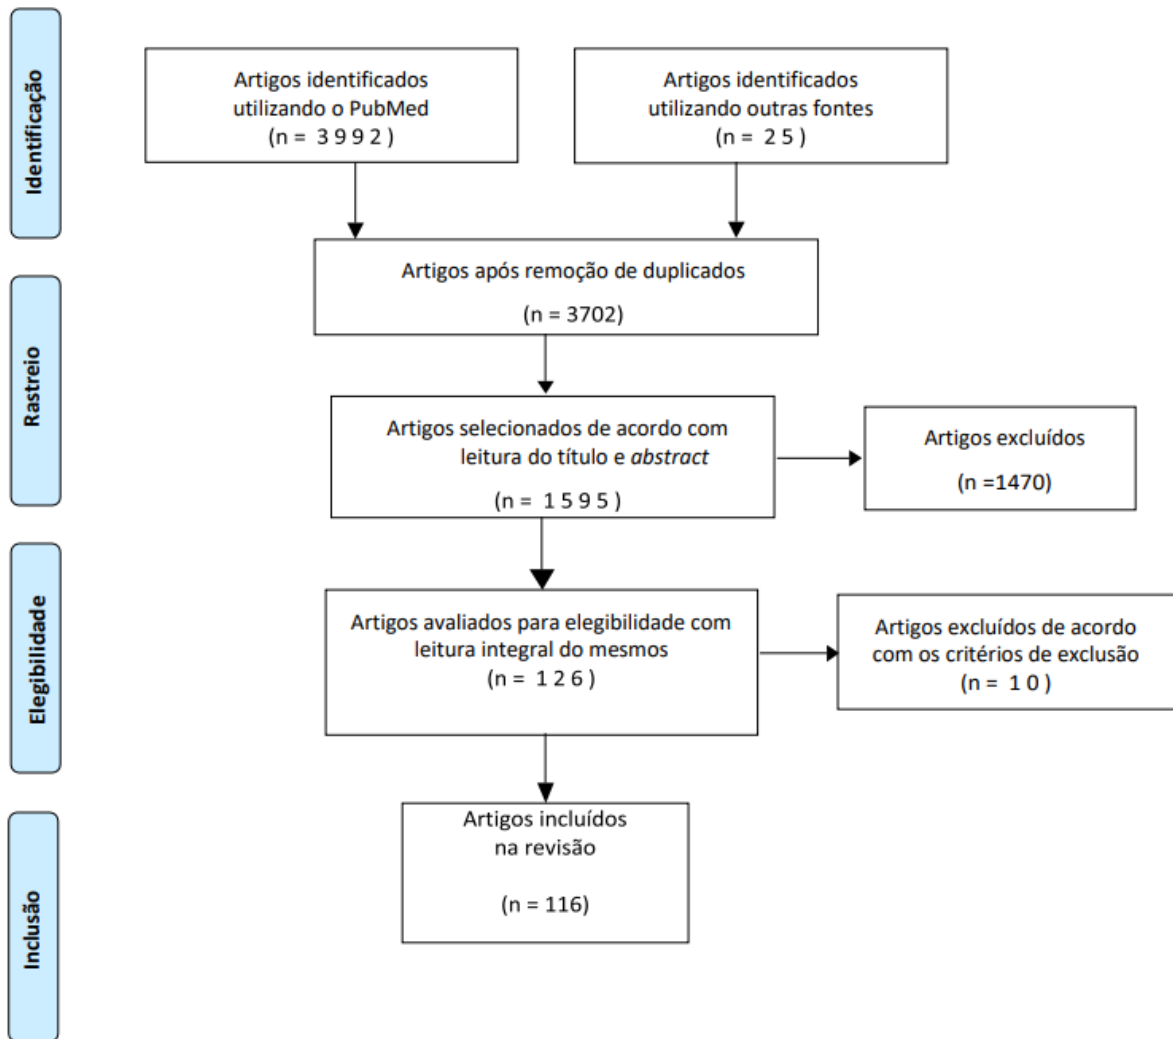 Identificação
Artigos identificados
utilizando o PubMed
(n = 3 9 9 2 )
Artigos identificados
utilizando outras fontes
(n = 2 5 )
Artigos após remoção de duplicados
(n = 3702)
Rastreio
Artigos selecionados de acordo com
leitura do título e abstract
(n = 1 5 9 5 )
Artigos excluídos
(n =1470)
Elegibilidade
Artigos avaliados para elegibilidade com
leitura integral do mesmos
(n = 1 2 6 )
Artigos excluídos de acordo
com os critérios de exclusão
(n = 1 0 )
Inclusão
Artigos incluídos
na revisão
(n = 116)